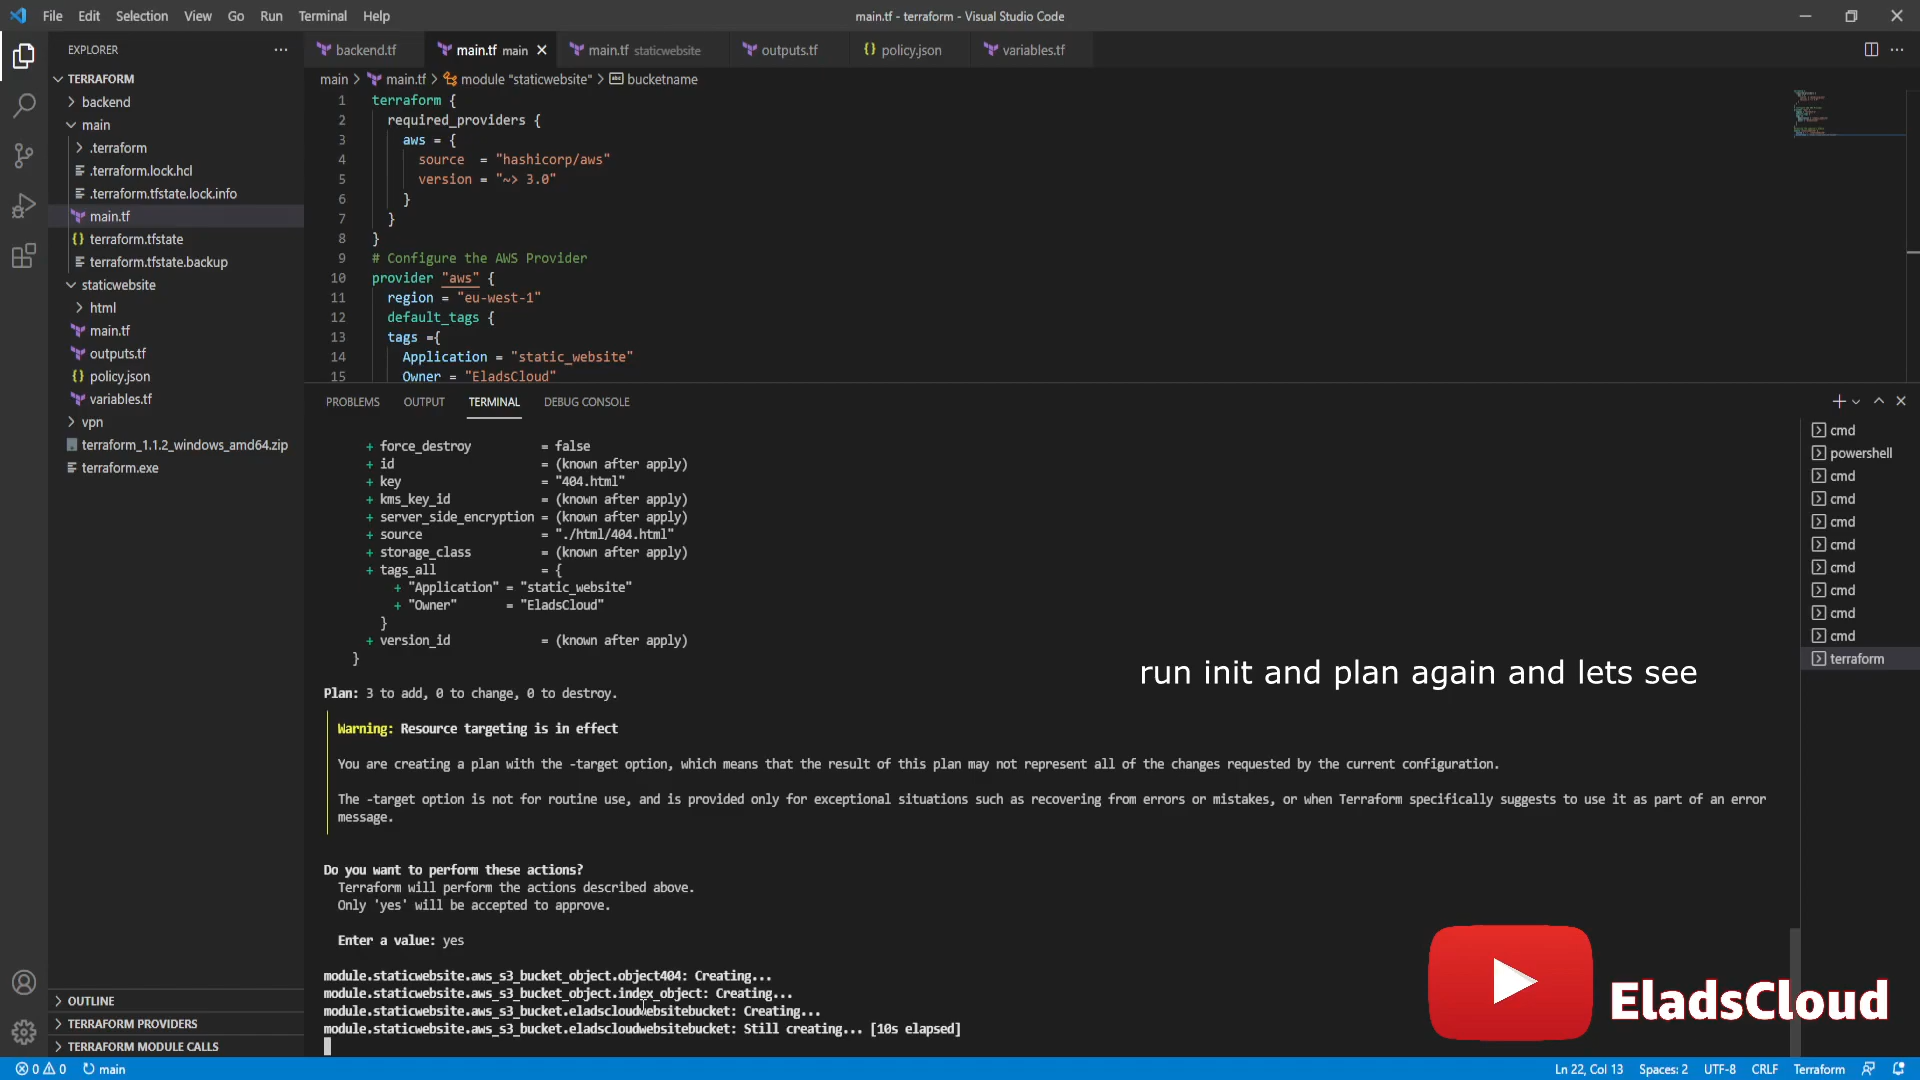 File Edit Selection View Go Run Terminal Help
main.tf - terraform - Visual Studio Code
EXPLORER
TERRAFORM
backend
main
.terraform
.terraform.lock.hcl
.terraform.tfstate.lock.info
main.tf
terraform.tfstate
terraform.tfstate.backup
staticwebsite
html
main.tf
outputs.tf
policy.json
variables.tf
vpn
terraform_1.1.2_windows_amd64.zip
terraform.exe
OUTLINE
TERRAFORM PROVIDERS
TERRAFORM MODULE CALLS
backend.tf main.tf main main.tf staticwebsite outputs.tf policy.json variables.tf
main > main.tf > module "staticwebsite" > bucketname
1 terraform {
2 required_providers {
3 aws = {
4 source = "hashicorp/aws"
5 version = "~> 3.0"
6 }
7 }
8 }
9 # Configure the AWS Provider
10 provider "aws" {
11 region = "eu-west-1"
12 default_tags {
13 tags ={
14 Application = "static_website"
15 Owner = "EladsCloud"
PROBLEMS OUTPUT TERMINAL DEBUG CONSOLE
+ force_destroy = false
+ id = (known after apply)
+ key = "404.html"
+ kms_key_id = (known after apply)
+ server_side_encryption = (known after apply)
+ source = "./html/404.html"
+ storage_class = (known after apply)
+ tags_all = {
+ "Application" = "static_website"
+ "Owner" = "EladsCloud"
}
+ version_id = (known after apply)
}
Plan: 3 to add, 0 to change, 0 to destroy.
Warning: Resource targeting is in effect
You are creating a plan with the -target option, which means that the result of this plan may not represent all of the changes requested by the current configuration.
The -target option is not for routine use, and is provided only for exceptional situations such as recovering from errors or mistakes, or when Terraform specifically suggests to use it as part of an error
message.
Do you want to perform these actions?
Terraform will perform the actions described above.
Only 'yes' will be accepted to approve.
Enter a value: yes
module.staticwebsite.aws_s3_bucket_object.object404: Creating...
module.staticwebsite.aws_s3_bucket_object.index_object: Creating...
module.staticwebsite.aws_s3_bucket.eladscloudwebsitebucket: Creating...
module.staticwebsite.aws_s3_bucket.eladscloudwebsitebucket: Still creating... [10s elapsed]
cmd
powershell
cmd
cmd
cmd
cmd
cmd
cmd
cmd
cmd
terraform
run init and plan again and lets see
EladsCloud
0 0 main
Ln 22, Col 13 Spaces: 2 UTF-8 CRLF Terraform